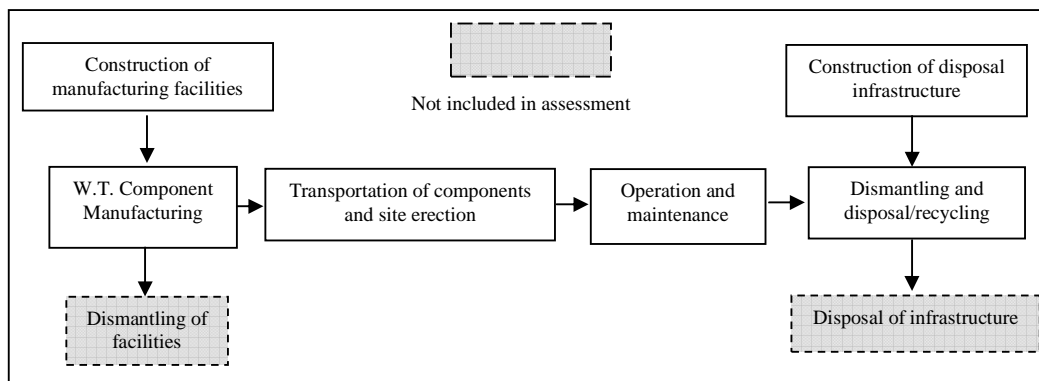 Construction of
manufacturing facilities
Not included in assessment
Construction of disposal
infrastructure
W.T. Component
Manufacturing
Transportation of components
and site erection
Operation and
maintenance
Dismantling and
disposal/recycling
Dismantling of
facilities
Disposal of infrastructure